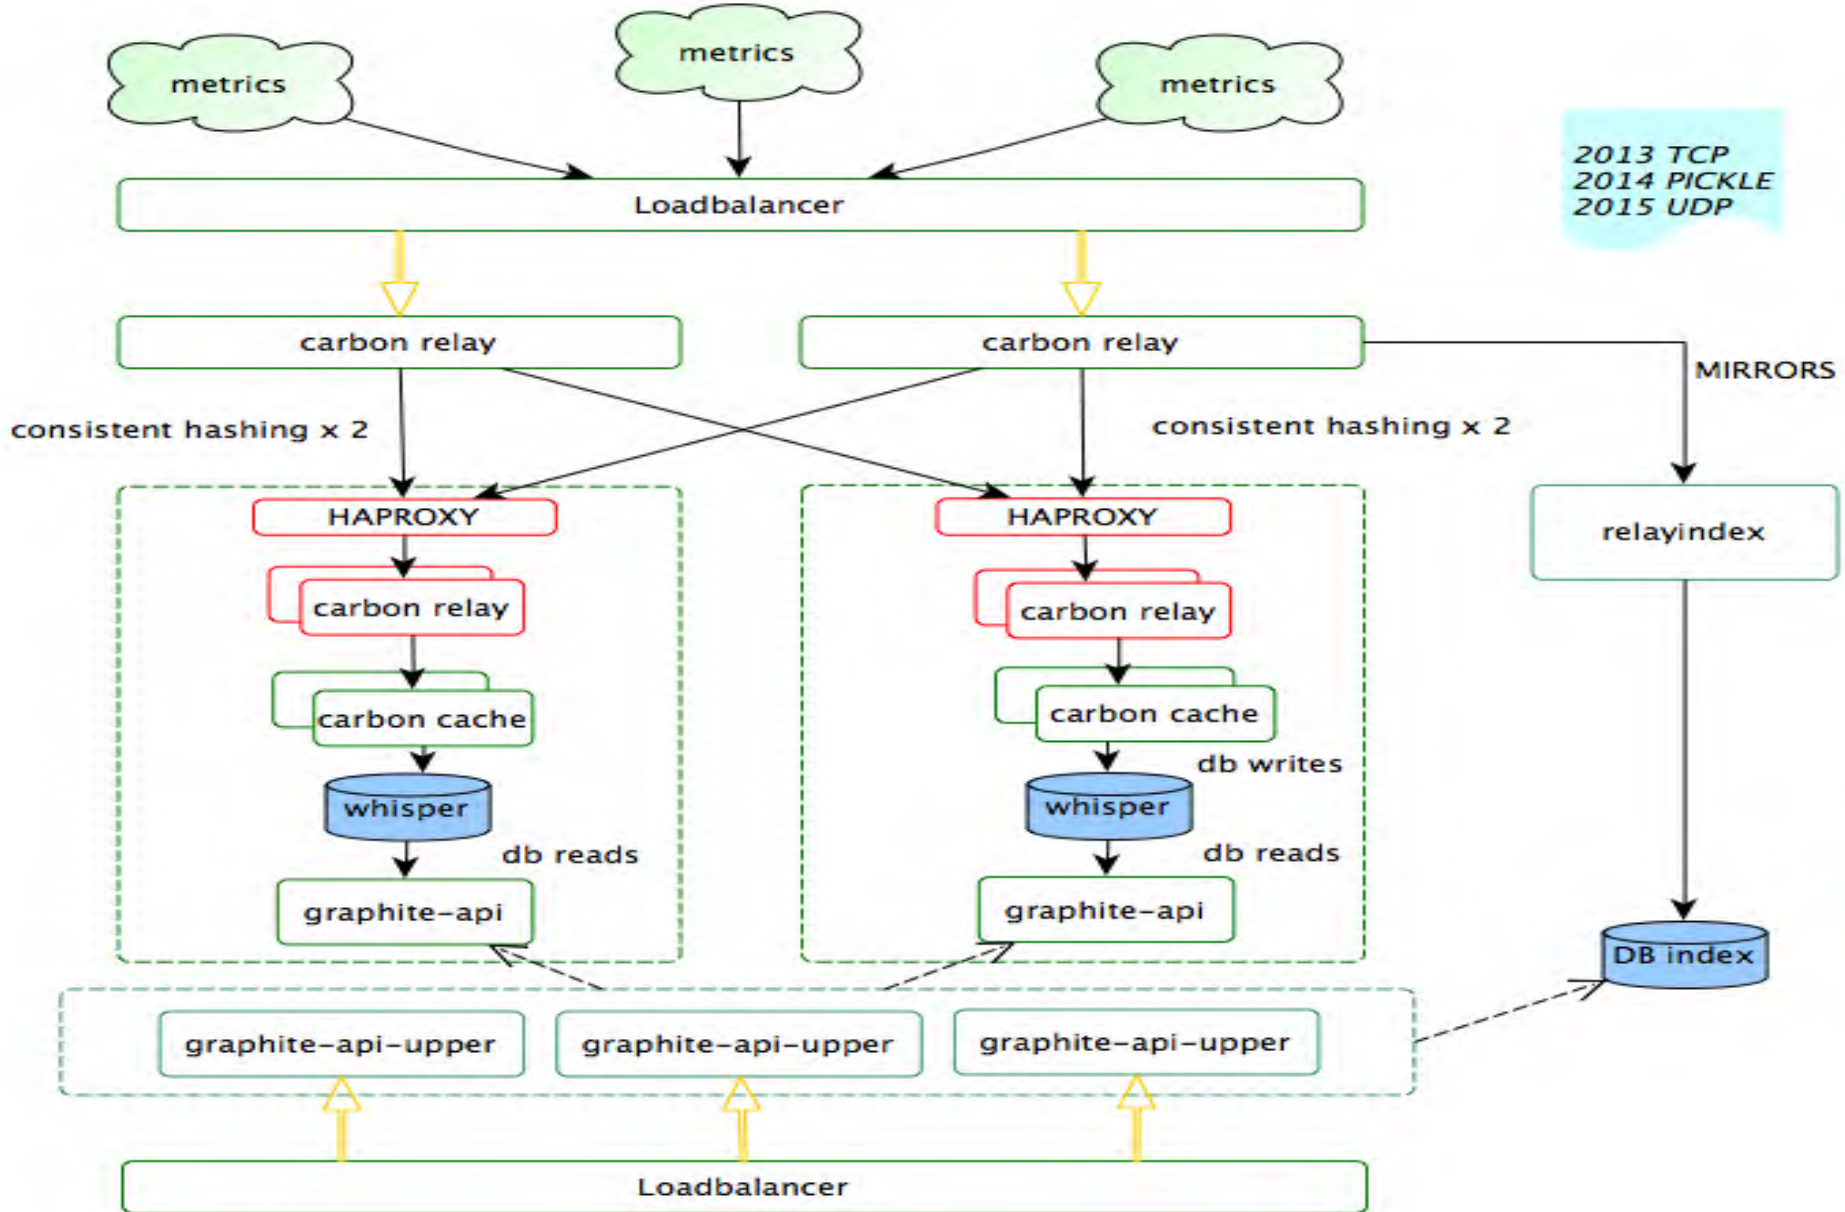 metrics
metrics
metrics
2013 TCP
2014 PICKLE
2015 UDP
Loadbalancer
carbon relay
carbon relay
MIRRORS
consistent hashing x 2
consistent hashing x 2
HAPROXY
HAPROXY
relayindex
carbon relay
carbon relay
carbon cache
carbon cache
db writes
whisper
whisper
db reads
db reads
graphite-api
graphite-api
DB index
graphite-api-upper
graphite-api-upper
graphite-api-upper
Loadbalancer